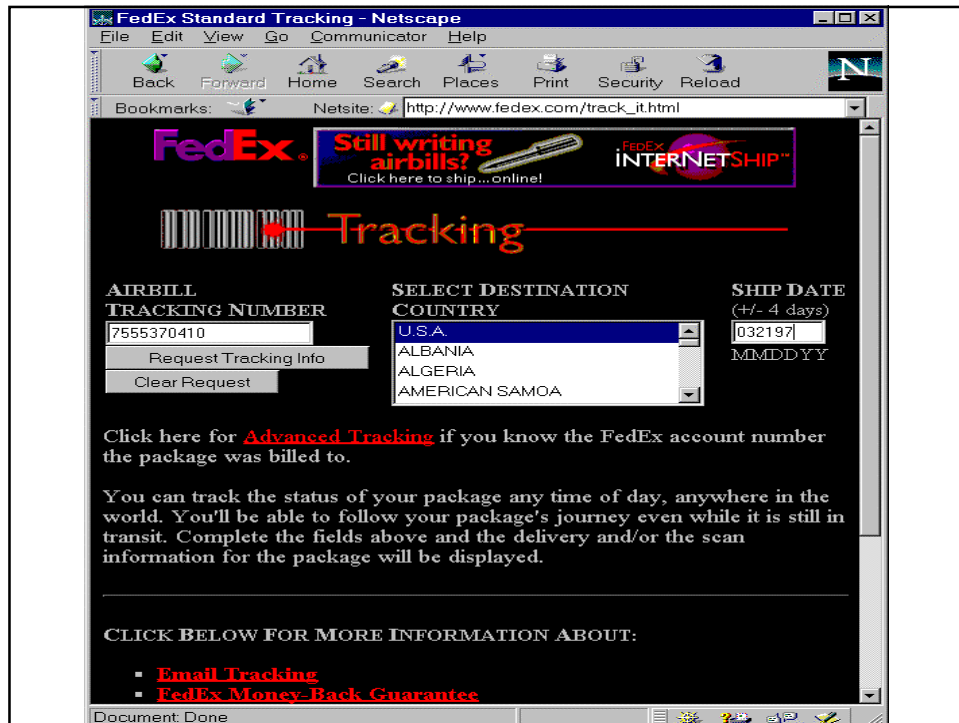 FedEx Standard Tracking - Netscape
File Edit View Go Communicator Help
Back Forward Home Search Places Print Security Reload
N
Bookmarks: Netsite: http://www.fedex.com/track_it.html
FedEx. Still writing airbills? Click here to ship...online! FEDEX iNTERNETSHIP™
Tracking
AIRBILL
TRACKING NUMBER
7555370410
Request Tracking Info
Clear Request
SELECT DESTINATION
COUNTRY
U.S.A.
ALBANIA
ALGERIA
AMERICAN SAMOA
SHIP DATE
(+/- 4 days)
032197
MMDDYY
Click here for Advanced Tracking if you know the FedEx account number
the package was billed to.
You can track the status of your package any time of day, anywhere in the
world. You'll be able to follow your package's journey even while it is still in
transit. Complete the fields above and the delivery and/or the scan
information for the package will be displayed.
CLICK BELOW FOR MORE INFORMATION ABOUT:
Email Tracking
FedEx Money-Back Guarantee
Document: Done